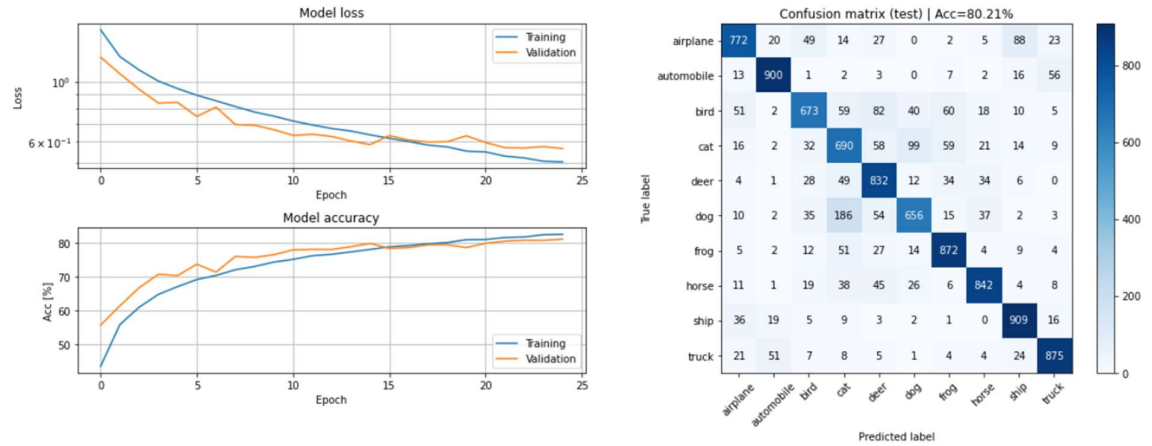 Model loss
Training
Validation
10⁰
6 × 10⁻¹
Loss
0 5 10 15 20 25
Epoch
Model accuracy
80
70
60
50
Acc [%]
Training
Validation
0 5 10 15 20 25
Epoch
Confusion matrix (test) | Acc=80.21%
True label
airplane 772 20 49 14 27 0 2 5 88 23
automobile 13 900 1 2 3 0 7 2 16 56
bird 51 2 673 59 82 40 60 18 10 5
cat 16 2 32 690 58 99 59 21 14 9
deer 4 1 28 49 832 12 34 34 6 0
dog 10 2 35 186 54 656 15 37 2 3
frog 5 2 12 51 27 14 872 4 9 4
horse 11 1 19 38 45 26 6 842 4 8
ship 36 19 5 9 3 2 1 0 909 16
truck 21 51 7 8 5 1 4 4 24 875
airplane automobile bird cat deer dog frog horse ship truck
Predicted label
800
600
400
200
0